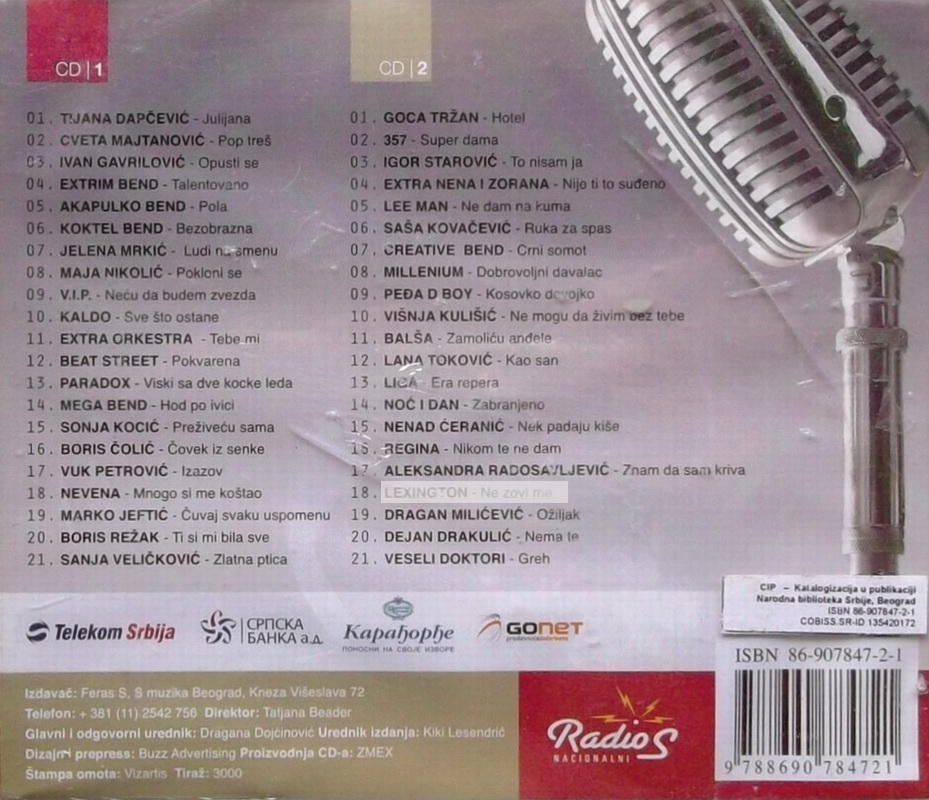 CD | 1
01. TIJANA DAPČEVIĆ - Julijana
02. CVETA MAJTANOVIĆ - Pop treš
03. IVAN GAVRILOVIĆ - Opusti se
04. EXTRIM BEND - Talentovano
05. AKAPULKO BEND - Pola
06. KOKTEL BEND - Bezobrazna
07. JELENA MRKIĆ - Ludi na smenu
08. MAJA NIKOLIĆ - Pokloni se
09. V.I.P. - Neću da budem zvezda
10. KALDO - Sve što ostane
11. EXTRA ORKESTRA - Tebe mi
12. BEAT STREET - Pokvarena
13. PARADOX - Viski sa dve kocke leda
14. MEGA BEND - Hod po ivici
15. SONJA KOCIĆ - Preživeću sama
16. BORIS ČOLIĆ - Čovek iz senke
17. VUK PETROVIĆ - Izazov
18. NEVENA - Mnogo si me koštao
19. MARKO JEFTIĆ - Čuvaj svaku uspomenu
20. BORIS REŽAK - Ti si mi bila sve
21. SANJA VELIČKOVIĆ - Zlatna ptica
CD | 2
01. GOCA TRŽAN - Hotel
02. 357 - Super dama
03. IGOR STAROVIĆ - To nisam ja
04. EXTRA NENA I ZORANA - Nije ti to suđeno
05. LEE MAN - Ne dam na kuma
06. SAŠA KOVAČEVIĆ - Ruka za spas
07. CREATIVE BEND - Crni somot
08. MILLENIUM - Dobrovoljni davalac
09. PEĐA D BOY - Kosovko devojko
10. VIŠNJA KULIŠIĆ - Ne mogu da živim bez tebe
11. BALŠA - Zamoliću anđele
12. LANA TOKOVIĆ - Kao san
13. LIGA - Era repera
14. NOĆ I DAN - Zabranjeno
15. NENAD ĆERANIĆ - Nek padaju kiše
16. REGINA - Nikom te ne dam
17. ALEKSANDRA RADOSAVLJEVIĆ - Znam da sam kriva
18. LEXINGTON - Ne zovi me
19. DRAGAN MILIĆEVIĆ - Ožiljak
20. DEJAN DRAKULIĆ - Nema te
21. VESELI DOKTORI - Greh
CIP - Katalogizacija u publikaciji
Narodna biblioteka Srbije, Beograd
ISBN 86-907847-2-1
COBISS.SR-ID 135420172
Telekom Srbija
СРПСКА БАНКА а.д.
Карађорђе
ПОНОСНИ НА СВОЈЕ ИЗВОРЕ
GONET
ISBN 86-907847-2-1
9 788690 784721
Izdavač: Feras S, S muzika Beograd, Kneza Višeslava 72
Telefon: + 381 (11) 2542 756 Direktor: Tatjana Beader
Glavni i odgovorni urednik: Dragana Dojčinović Urednik izdanja: Kiki Lesendrić
Dizajn i prepress: Buzz Advertising Proizvodnja CD-a: ZMEX
Štampa omota: Vizartis Tiraž: 3000
Radio S
NACIONALNI